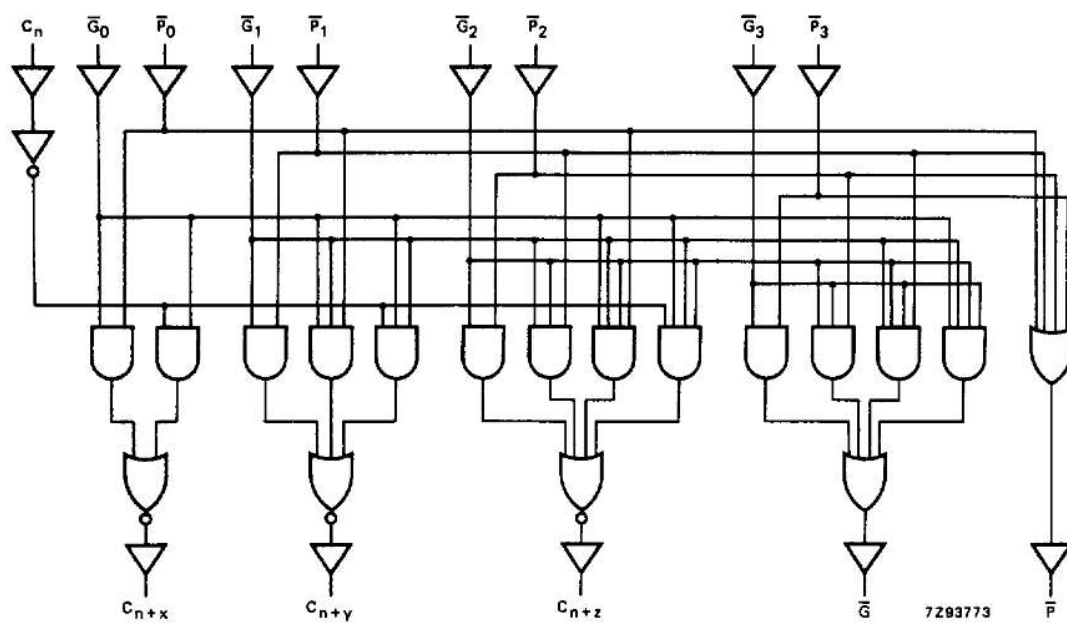 Cₙ G̅₀ P̅₀ G̅₁ P̅₁ G̅₂ P̅₂ G̅₃ P̅₃
Cₙ₊ₓ Cₙ₊ᵧ Cₙ₊z G̅ 7Z93773 P̅